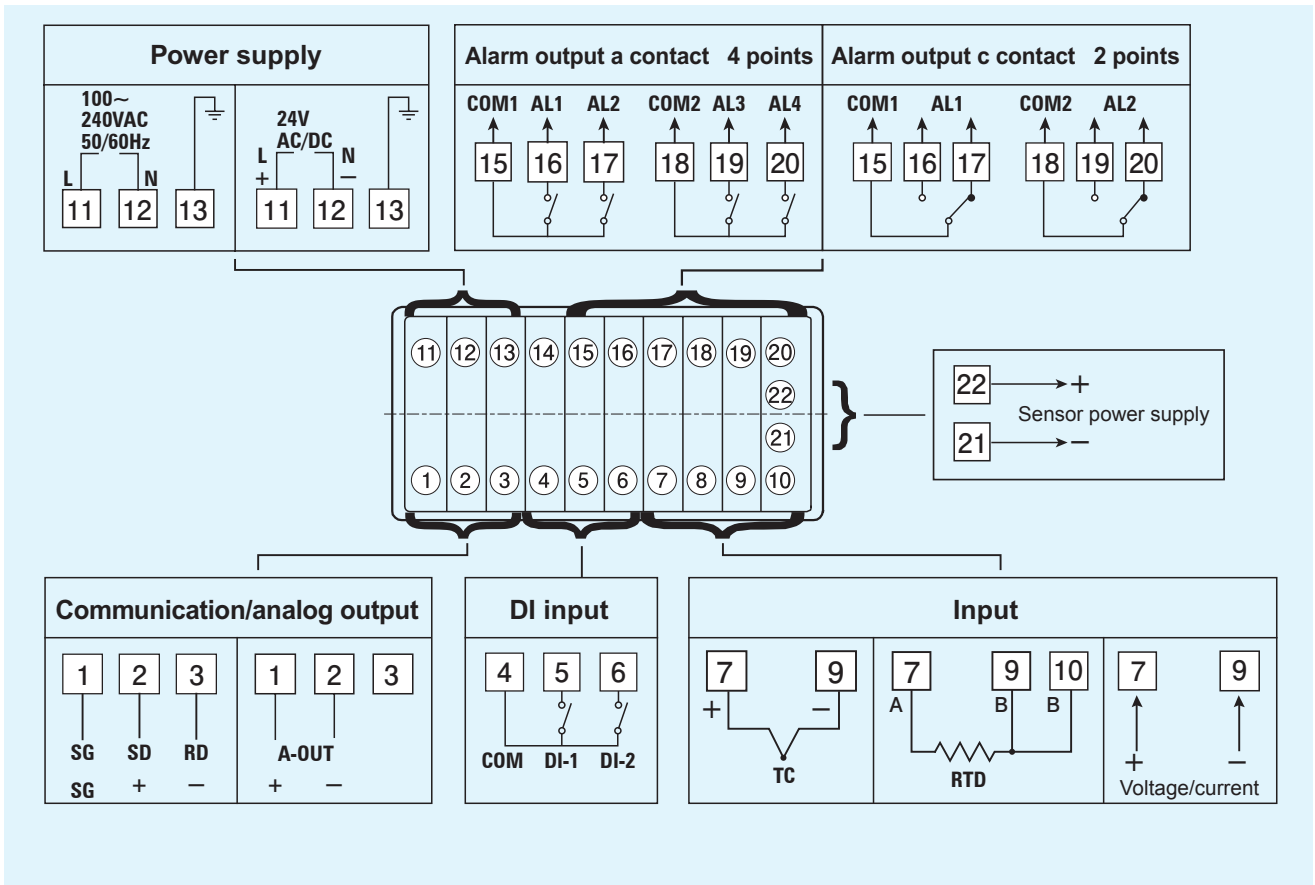 Power supply
100～
240VAC
50/60Hz
L N
11 12 13
24V
AC/DC
L N
+ −
11 12 13
Alarm output a contact 4 points
COM1 AL1 AL2 COM2 AL3 AL4
15 16 17 18 19 20
Alarm output c contact 2 points
COM1 AL1 COM2 AL2
15 16 17 18 19 20
11 12 13 14 15 16 17 18 19 20
22
21
1 2 3 4 5 6 7 8 9 10
22 +
Sensor power supply
21 −
Communication/analog output
1 2 3
SG SD RD
SG + −
1 2 3
A-OUT
+ −
DI input
4 5 6
COM DI-1 DI-2
Input
7 9
+ −
TC
7 9 10
A B B
RTD
7 9
+ −
Voltage/current